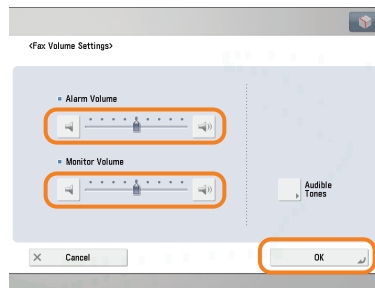 <Fax Volume Settings>
Alarm Volume
Monitor Volume
Audible
Tones
Cancel
OK